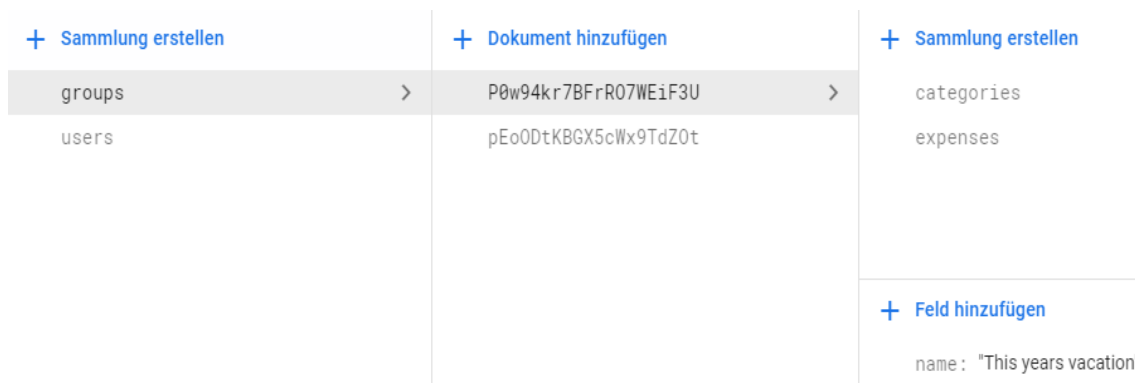 + Sammlung erstellen
groups
users
+ Dokument hinzufügen
P0w94kr7BFrRO7WEiF3U
pEoODtKBGX5cWx9TdZOt
+ Sammlung erstellen
categories
expenses
+ Feld hinzufügen
name: "This years vacation